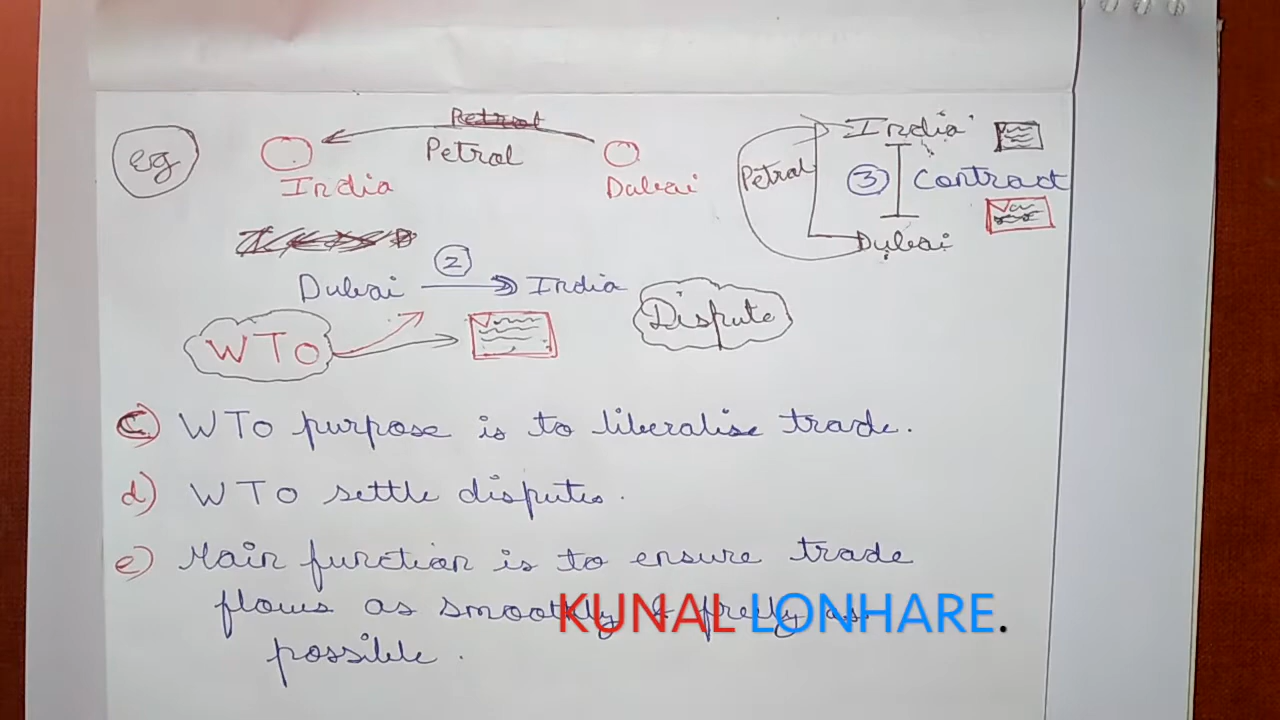 eg
Petrol
Petrol
India
Dubai
India
Petrol
3 Contract
Dubai
2
Dubai India
Dispute
WTO
c) WTO purpose is to liberalise trade.
d) WTO settle disputes.
e) Main function is to ensure trade
flows as smoothly & freely as
possible.
KUNAL LONHARE.